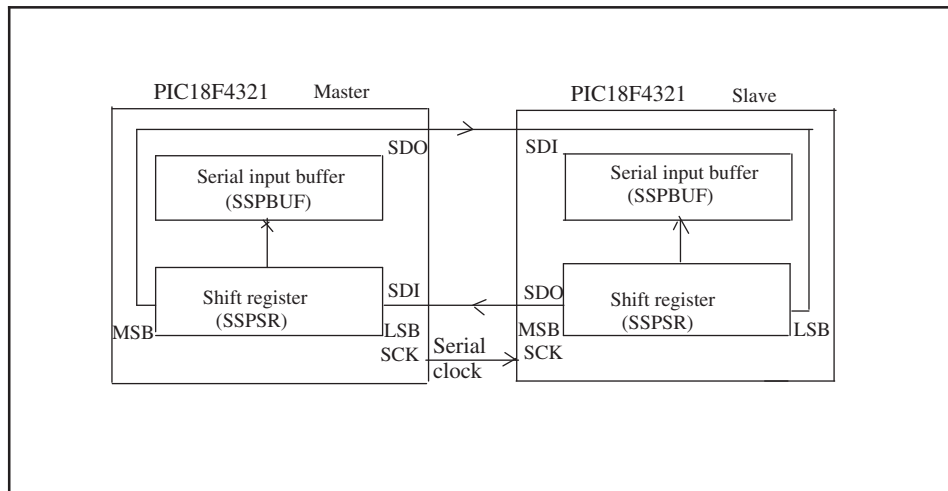 PIC18F4321 Master
SDO
Serial input buffer
(SSPBUF)
Shift register
(SSPSR)
SDI
MSB
LSB
SCK
Serial
clock
PIC18F4321 Slave
SDI
Serial input buffer
(SSPBUF)
SDO
Shift register
(SSPSR)
MSB
LSB
SCK